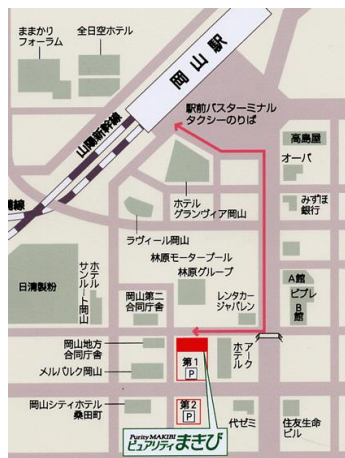 ままかり
フォーラム
全日空ホテル
岡山駅
山陽新幹線
駅前バスターミナル
タクシーのりば
高島屋
オーパ
みずほ
銀行
線
ホテル
グランヴィア岡山
ラヴィール岡山
林原モータープール
林原グループ
日清製粉
ホテル
サンルート岡山
岡山第二
合同庁舎
レンタカー
ジャパレン
A館
ビブレ
B館
岡山地方
合同庁舎
メルパルク岡山
第1
P
アーク
ホテル
岡山シティホテル
桑田町
第2
P
代ゼミ
住友生命
ビル
Purity MAKIBI
ピュアリティまきび